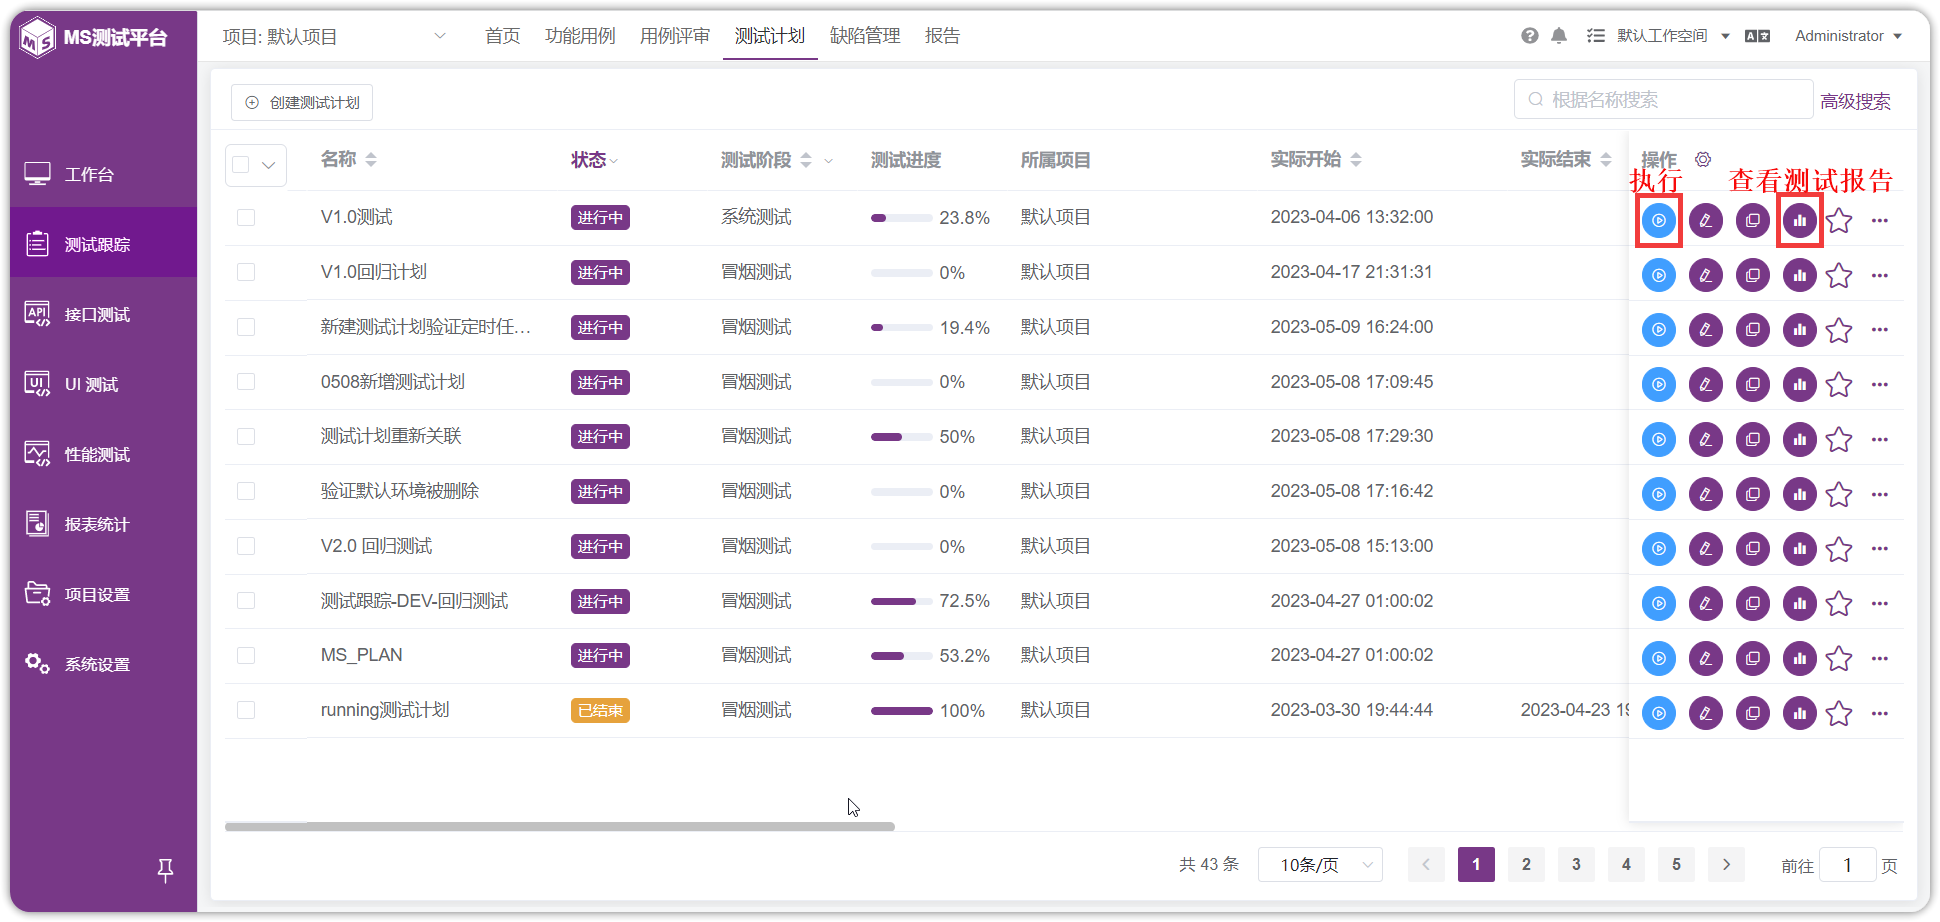 MS测试平台
项目: 默认项目 首页 功能用例 用例评审 测试计划 缺陷管理 报告 默认工作空间 Administrator
工作台
测试跟踪
API 接口测试
UI UI 测试
性能测试
报表统计
项目设置
系统设置
创建测试计划 根据名称搜索 高级搜索
名称 状态 测试阶段 测试进度 所属项目 实际开始 实际结束 操作
执行 查看测试报告
V1.0测试 进行中 系统测试 23.8% 默认项目 2023-04-06 13:32:00
V1.0回归计划 进行中 冒烟测试 0% 默认项目 2023-04-17 21:31:31
新建测试计划验证定时任... 进行中 冒烟测试 19.4% 默认项目 2023-05-09 16:24:00
0508新增测试计划 进行中 冒烟测试 0% 默认项目 2023-05-08 17:09:45
测试计划重新关联 进行中 冒烟测试 50% 默认项目 2023-05-08 17:29:30
验证默认环境被删除 进行中 冒烟测试 0% 默认项目 2023-05-08 17:16:42
V2.0 回归测试 进行中 冒烟测试 0% 默认项目 2023-05-08 15:13:00
测试跟踪-DEV-回归测试 进行中 冒烟测试 72.5% 默认项目 2023-04-27 01:00:02
MS_PLAN 进行中 冒烟测试 53.2% 默认项目 2023-04-27 01:00:02
running测试计划 已结束 冒烟测试 100% 默认项目 2023-03-30 19:44:44 2023-04-23
共 43 条 10条/页 1 2 3 4 5 前往 1 页